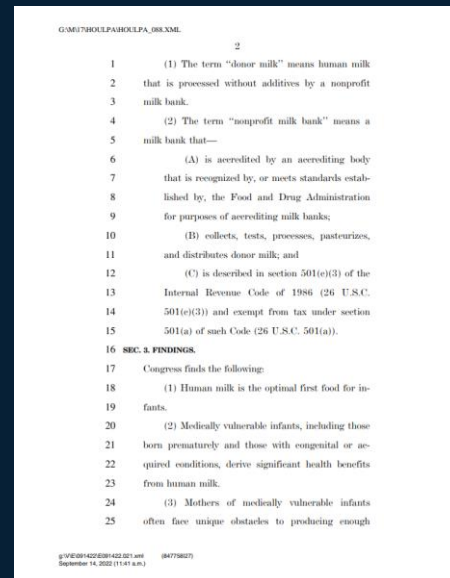 G:\M\17\HOULPA\HOULPA_088.XML
2
1 (1) The term “donor milk” means human milk
2 that is processed without additives by a nonprofit
3 milk bank.
4 (2) The term “nonprofit milk bank” means a
5 milk bank that—
6 (A) is accredited by an accrediting body
7 that is recognized by, or meets standards estab-
8 lished by, the Food and Drug Administration
9 for purposes of accrediting milk banks;
10 (B) collects, tests, processes, pasteurizes,
11 and distributes donor milk; and
12 (C) is described in section 501(c)(3) of the
13 Internal Revenue Code of 1986 (26 U.S.C.
14 501(c)(3)) and exempt from tax under section
15 501(a) of such Code (26 U.S.C. 501(a)).
16 SEC. 3. FINDINGS.
17 Congress finds the following:
18 (1) Human milk is the optimal first food for in-
19 fants.
20 (2) Medically vulnerable infants, including those
21 born prematurely and those with congenital or ac-
22 quired conditions, derive significant health benefits
23 from human milk.
24 (3) Mothers of medically vulnerable infants
25 often face unique obstacles to producing enough
g:\V\E\091422\E091422.021.xml (847758|27)
September 14, 2022 (11:41 a.m.)